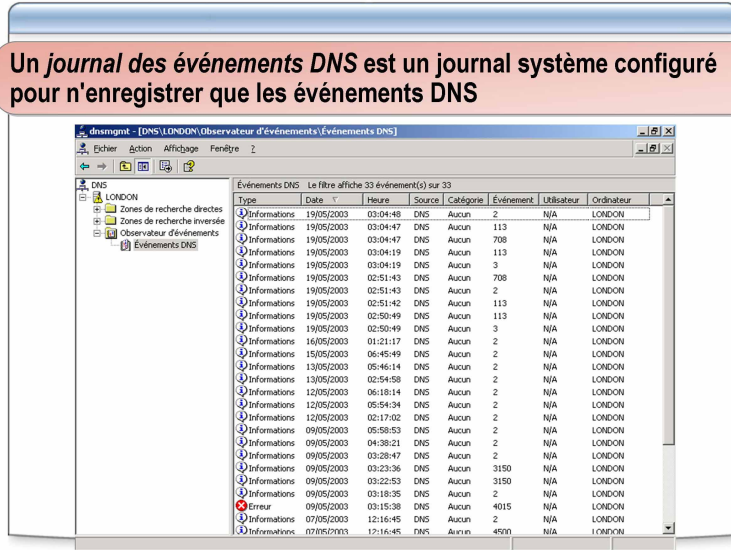 Un journal des événements DNS est un journal système configuré
pour n'enregistrer que les événements DNS
dnsmgmt - [DNS\LONDON\Observateur d'événements\Événements DNS]
Fichier Action Affichage Fenêtre ?
DNS
LONDON
Zones de recherche directes
Zones de recherche inversée
Observateur d'événements
Événements DNS
Événements DNS Le filtre affiche 33 événement(s) sur 33
Type Date Heure Source Catégorie Événement Utilisateur Ordinateur
Informations 19/05/2003 03:04:48 DNS Aucun 2 N/A LONDON
Informations 19/05/2003 03:04:47 DNS Aucun 113 N/A LONDON
Informations 19/05/2003 03:04:47 DNS Aucun 708 N/A LONDON
Informations 19/05/2003 03:04:19 DNS Aucun 113 N/A LONDON
Informations 19/05/2003 03:04:19 DNS Aucun 3 N/A LONDON
Informations 19/05/2003 02:51:43 DNS Aucun 708 N/A LONDON
Informations 19/05/2003 02:51:43 DNS Aucun 2 N/A LONDON
Informations 19/05/2003 02:51:42 DNS Aucun 113 N/A LONDON
Informations 19/05/2003 02:50:49 DNS Aucun 113 N/A LONDON
Informations 19/05/2003 02:50:49 DNS Aucun 3 N/A LONDON
Informations 16/05/2003 01:21:17 DNS Aucun 2 N/A LONDON
Informations 15/05/2003 06:45:49 DNS Aucun 2 N/A LONDON
Informations 13/05/2003 05:46:14 DNS Aucun 2 N/A LONDON
Informations 13/05/2003 02:54:58 DNS Aucun 2 N/A LONDON
Informations 12/05/2003 06:18:14 DNS Aucun 2 N/A LONDON
Informations 12/05/2003 05:54:34 DNS Aucun 2 N/A LONDON
Informations 12/05/2003 02:17:02 DNS Aucun 2 N/A LONDON
Informations 09/05/2003 05:58:53 DNS Aucun 2 N/A LONDON
Informations 09/05/2003 04:38:21 DNS Aucun 2 N/A LONDON
Informations 09/05/2003 03:28:47 DNS Aucun 2 N/A LONDON
Informations 09/05/2003 03:23:36 DNS Aucun 3150 N/A LONDON
Informations 09/05/2003 03:22:53 DNS Aucun 3150 N/A LONDON
Informations 09/05/2003 03:18:35 DNS Aucun 2 N/A LONDON
Erreur 09/05/2003 03:15:38 DNS Aucun 4015 N/A LONDON
Informations 07/05/2003 12:16:45 DNS Aucun 2 N/A LONDON
Informations 07/05/2003 12:16:45 DNS Aucun 4500 N/A LONDON